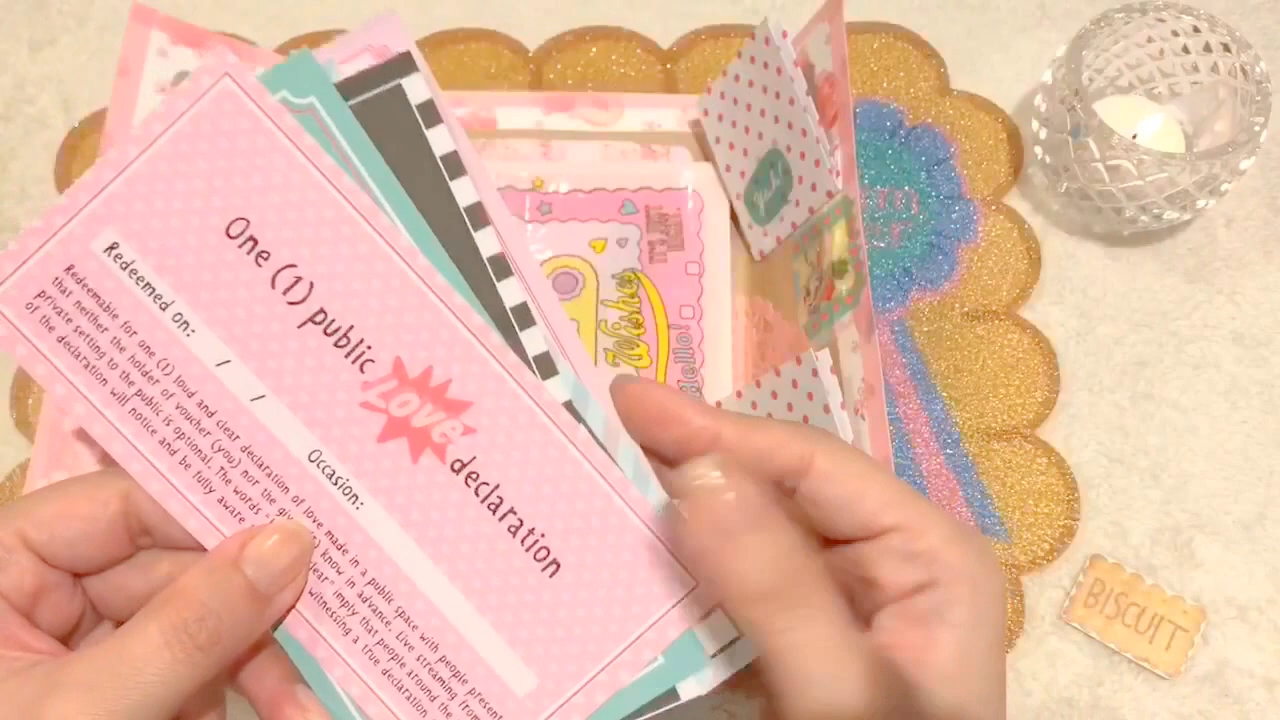 One (1) public Love declaration
Redeemed on: / / Occasion:
Redeemable for one (1) loud and clear declaration of love made in a public space with people present
that neither the holder of voucher (you) nor the know in advance. Live streaming from
private setting to the public is optional. The words imply that people around the
declaration will notice and be fully aware witnessing a true declaration
of the
Wishes
Hello!
BISCUIT